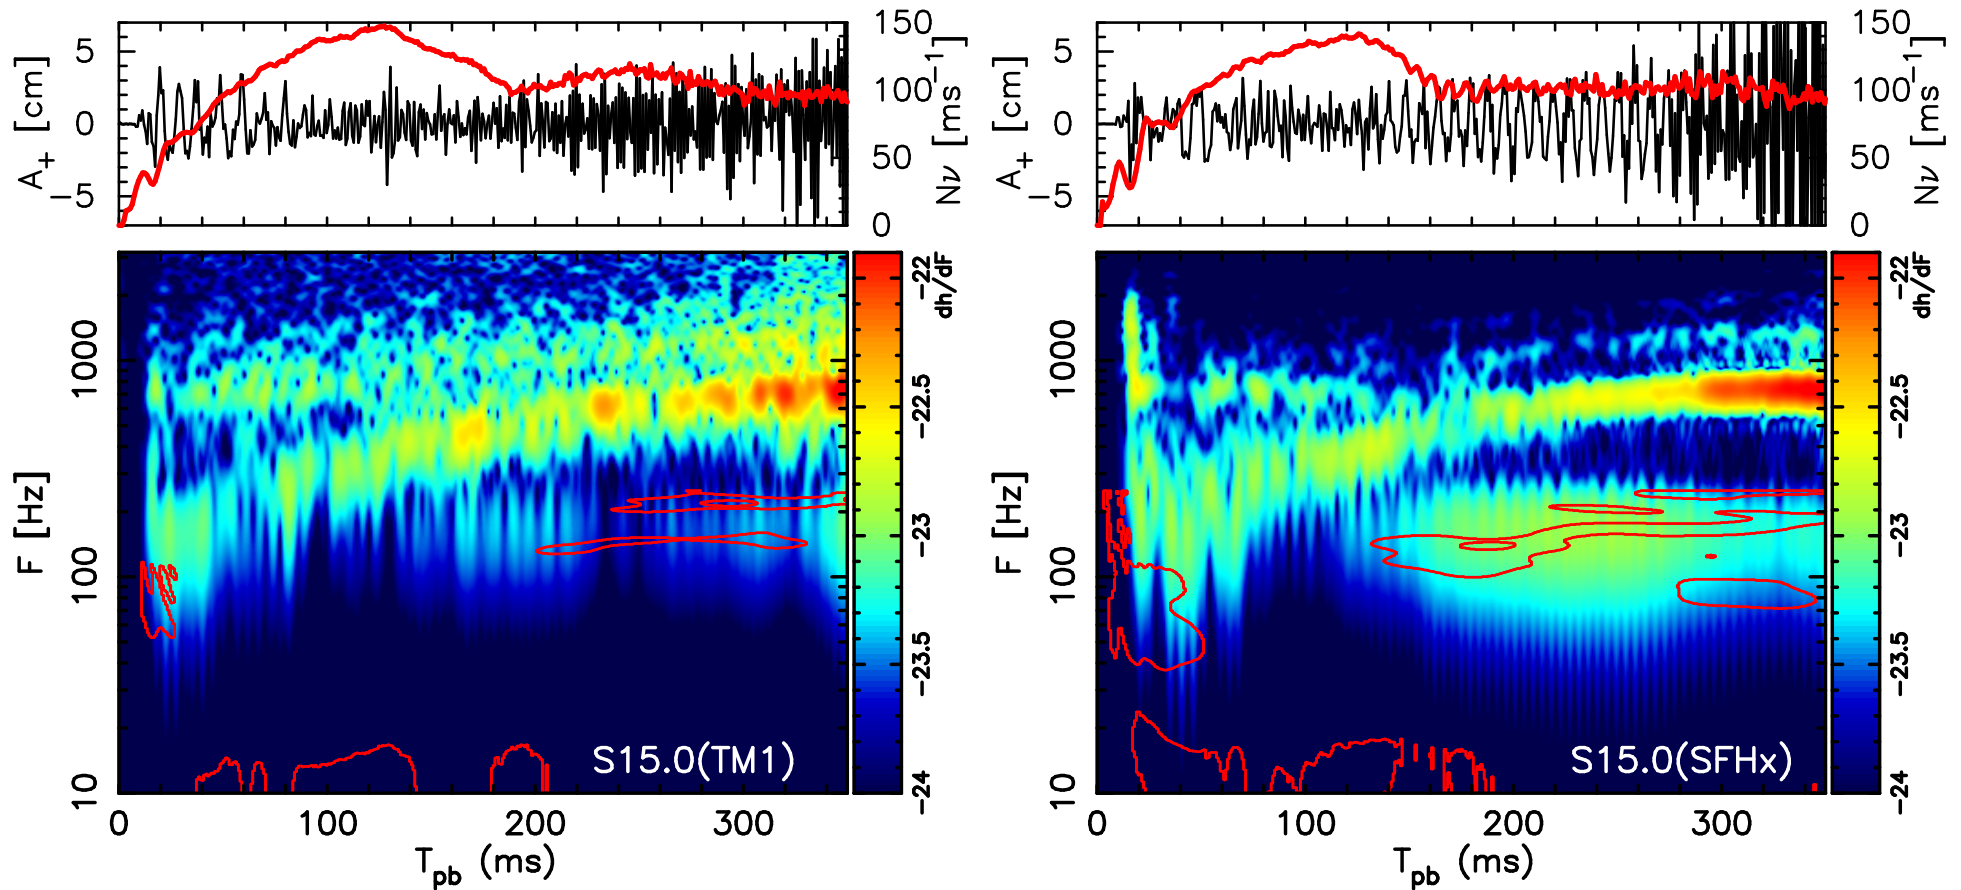 A+ [cm]
5
0
−5
150
100
50
0
Nν [ms−1]
A+ [cm]
5
0
−5
150
100
50
0
Nν [ms−1]
F [Hz]
1000
100
10
S15.0(TM1)
0 100 200 300
Tpb (ms)
dh/dF
−22
−22.5
−23
−23.5
−24
F [Hz]
1000
100
10
S15.0(SFHx)
0 100 200 300
Tpb (ms)
dh/dF
−22
−22.5
−23
−23.5
−24